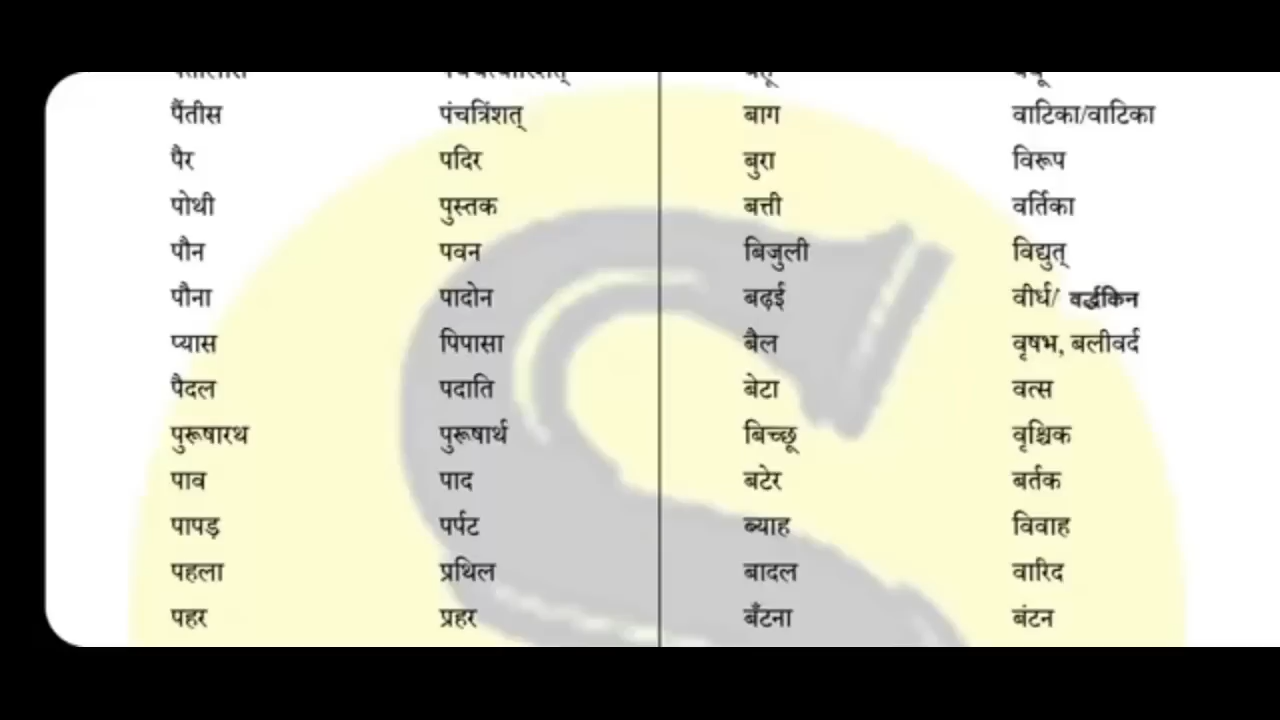 पैंतीस पंचत्रिंशत् बाग वाटिका/वाटिका
पैर पदिर बुरा विरूप
पोथी पुस्तक बत्ती वर्तिका
पौन पवन बिजुली विद्युत्
पौना पादोन बढ़ई वीर्ध/ वर्द्धकिन
प्यास पिपासा बैल वृषभ, बलीवर्द
पैदल पदाति बेटा वत्स
पुरूषारथ पुरूषार्थ बिच्छू वृश्चिक
पाव पाद बटेर बर्तक
पापड़ पर्पट ब्याह विवाह
पहला प्रथिल बादल वारिद
पहर प्रहर बँटना बंटन